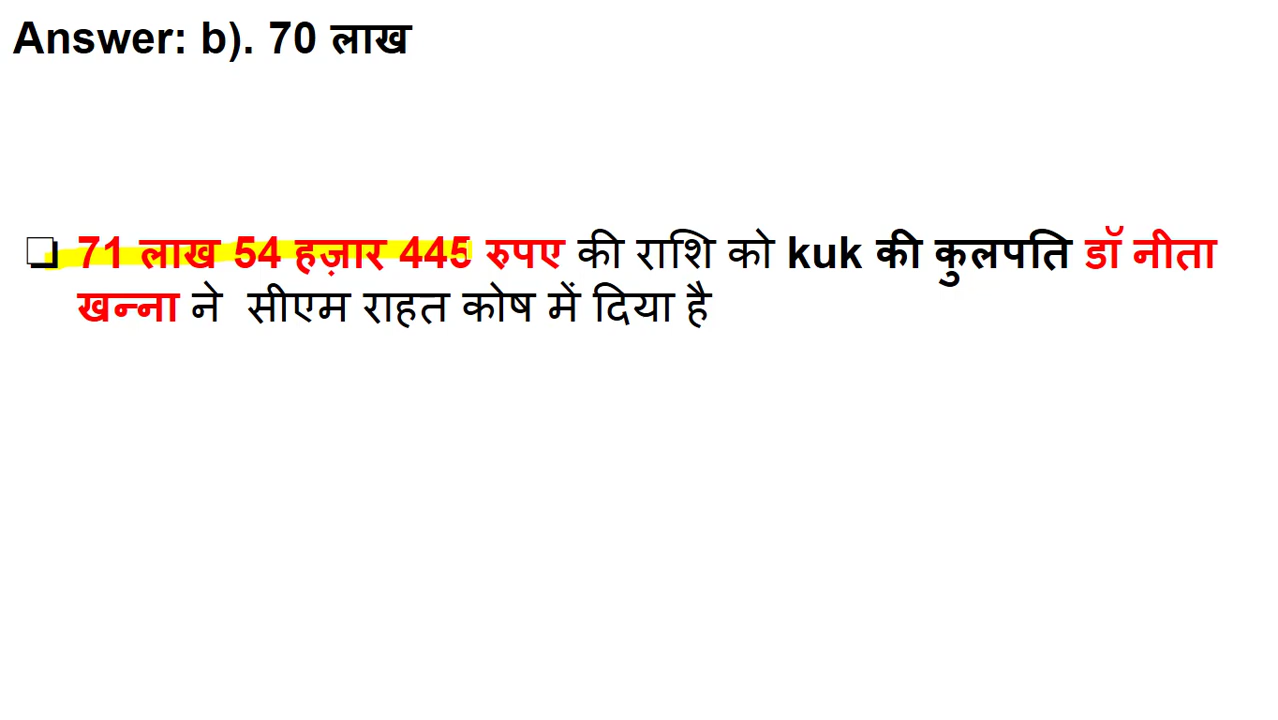 Answer: b). 70 लाख
71 लाख 54 हज़ार 445 रुपए की राशि को kuk की कुलपति डॉ नीता
खन्ना ने सीएम राहत कोष में दिया है